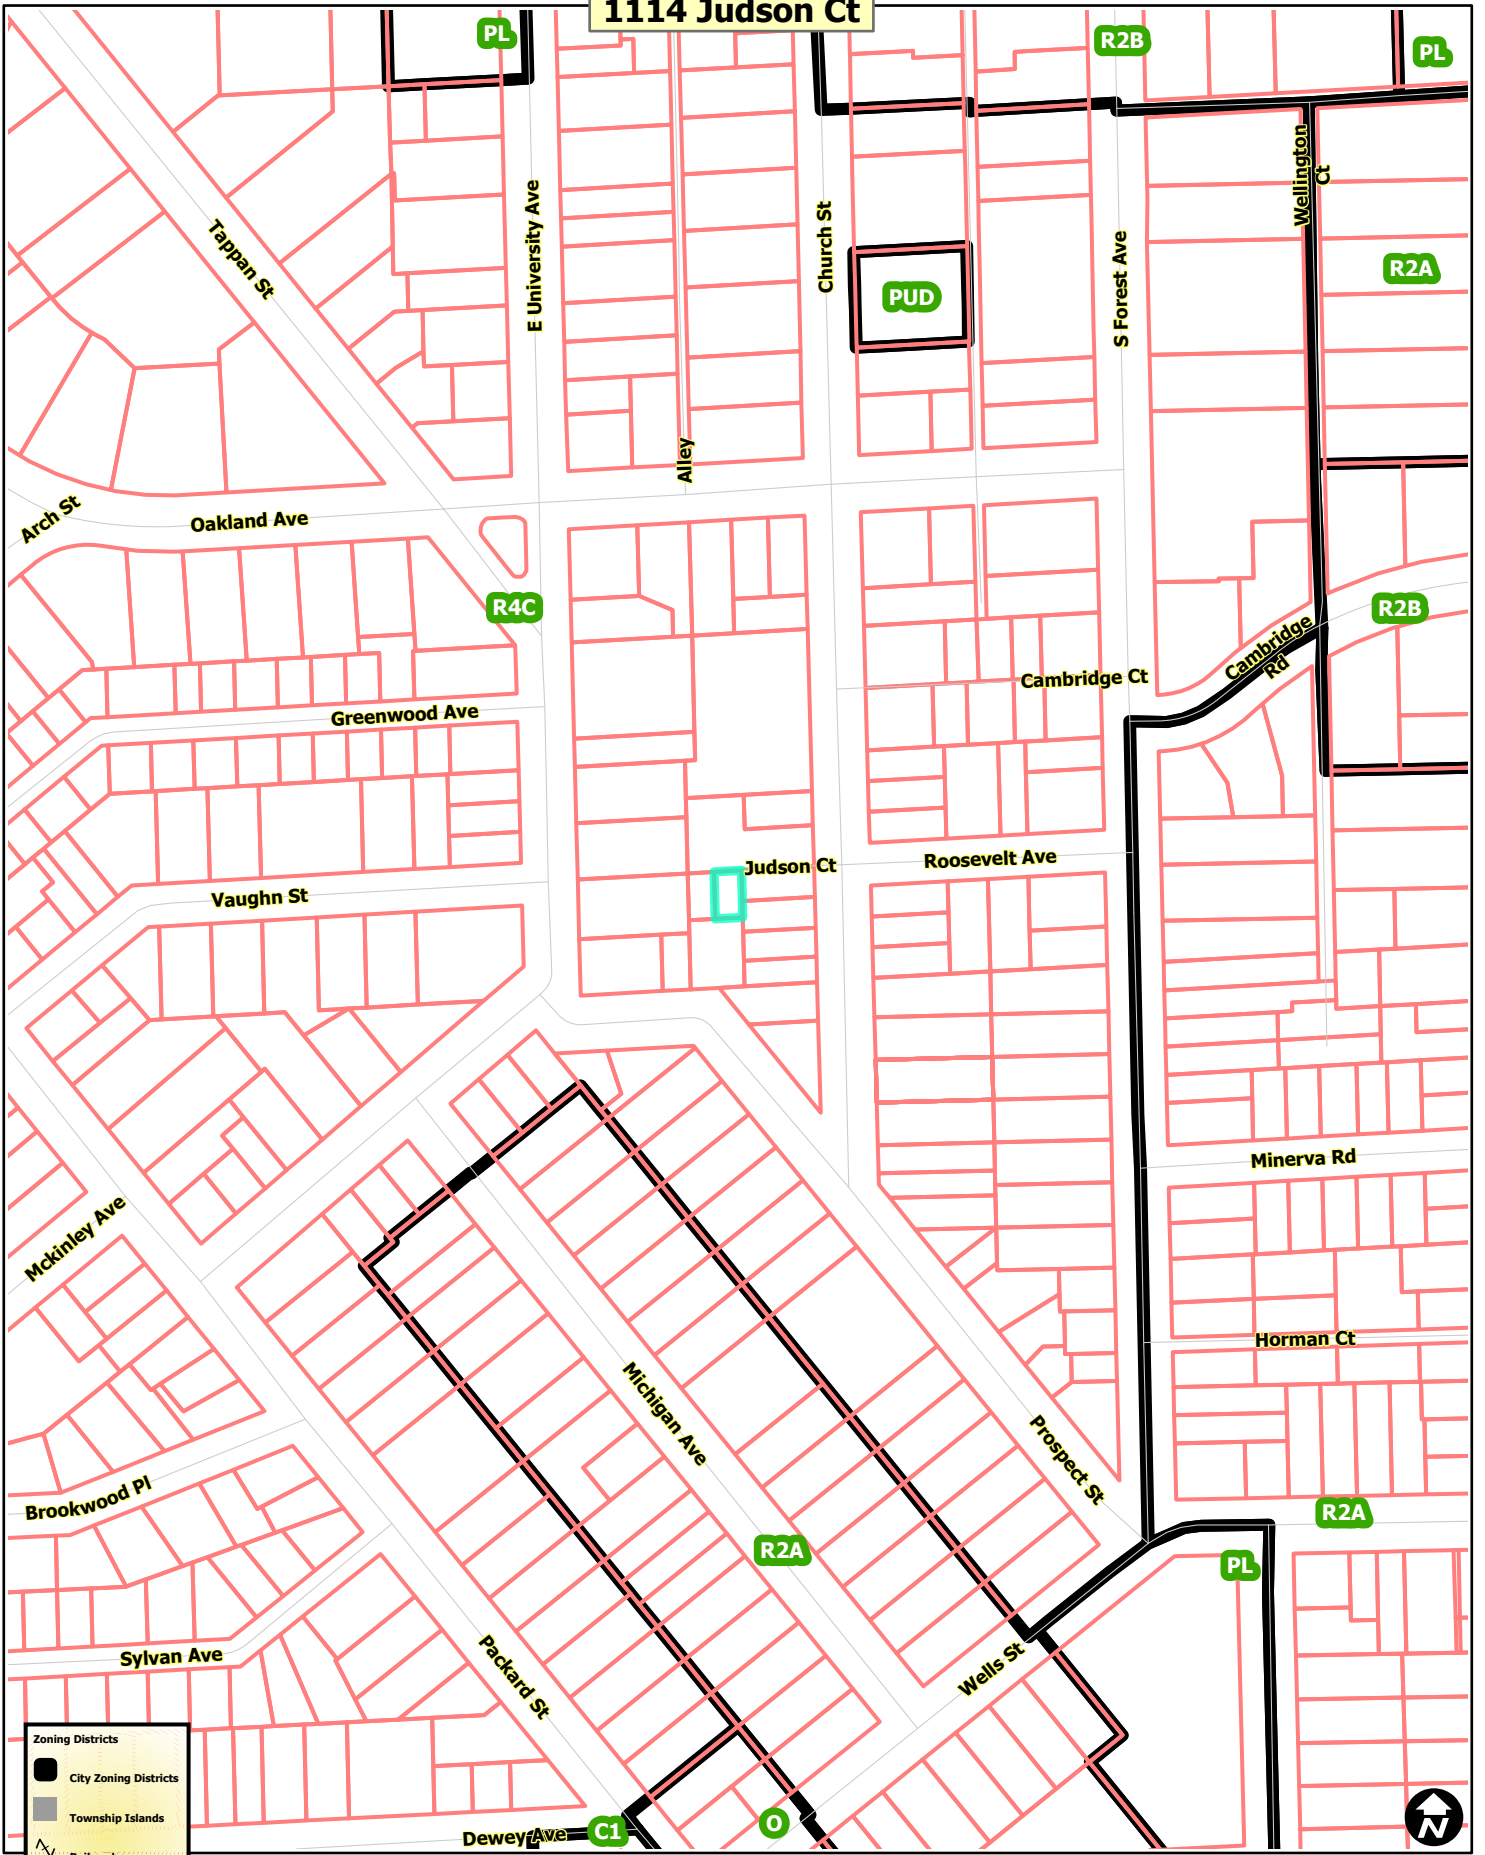 1114 Judson Ct
PL
R2B
PL
Wellington
Ct
Tappan St
E University Ave
Church St
S Forest Ave
R2A
PUD
Alley
Arch St
Oakland Ave
R4C
R2B
Cambridge
Rd
Cambridge Ct
Greenwood Ave
Judson Ct
Roosevelt Ave
Vaughn St
Minerva Rd
Mckinley Ave
Horman Ct
Michigan Ave
Prospect St
Brookwood Pl
R2A
R2A
PL
Sylvan Ave
Packard St
Wells St
Zoning Districts
City Zoning Districts
Township Islands
C1
O
Dewey Ave
N